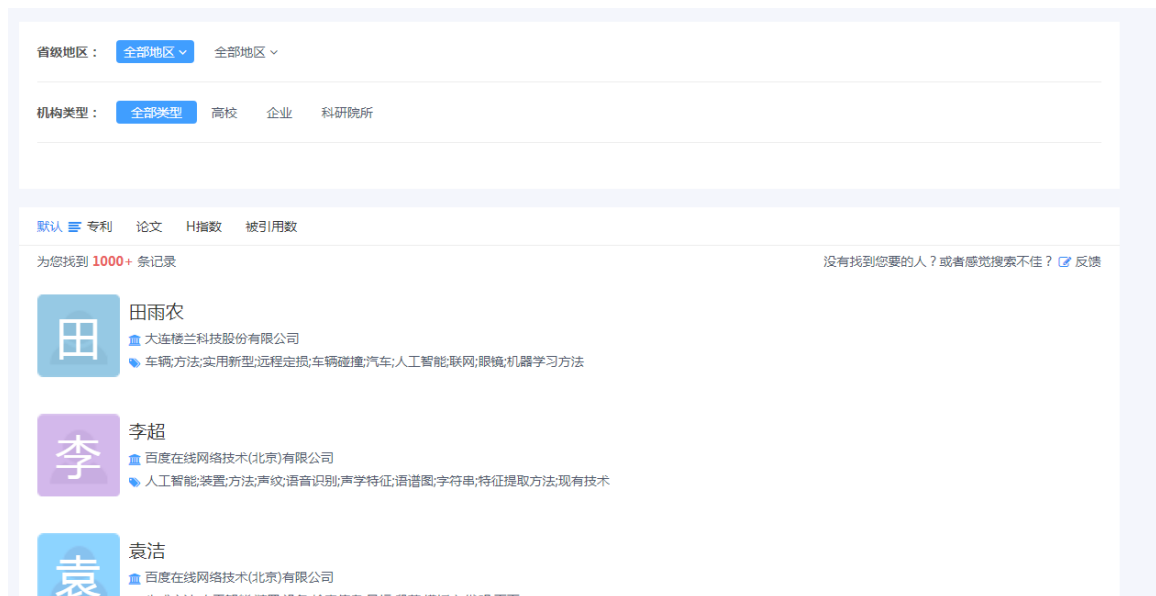 省级地区： 全部地区 全部地区
机构类型： 全部类型 高校 企业 科研院所
默认 专利 论文 H指数 被引用数
为您找到 1000+ 条记录 没有找到您要的人？或者感觉搜索不佳？ 反馈
田 田雨农
大连楼兰科技股份有限公司
车辆;方法;实用新型;远程定损;车辆碰撞;汽车;人工智能;联网;眼镜;机器学习方法
李 李超
百度在线网络技术(北京)有限公司
人工智能;装置;方法;声纹;语音识别;声学特征;语谱图;字符串;特征提取方法;现有技术
袁 袁洁
百度在线网络技术(北京)有限公司